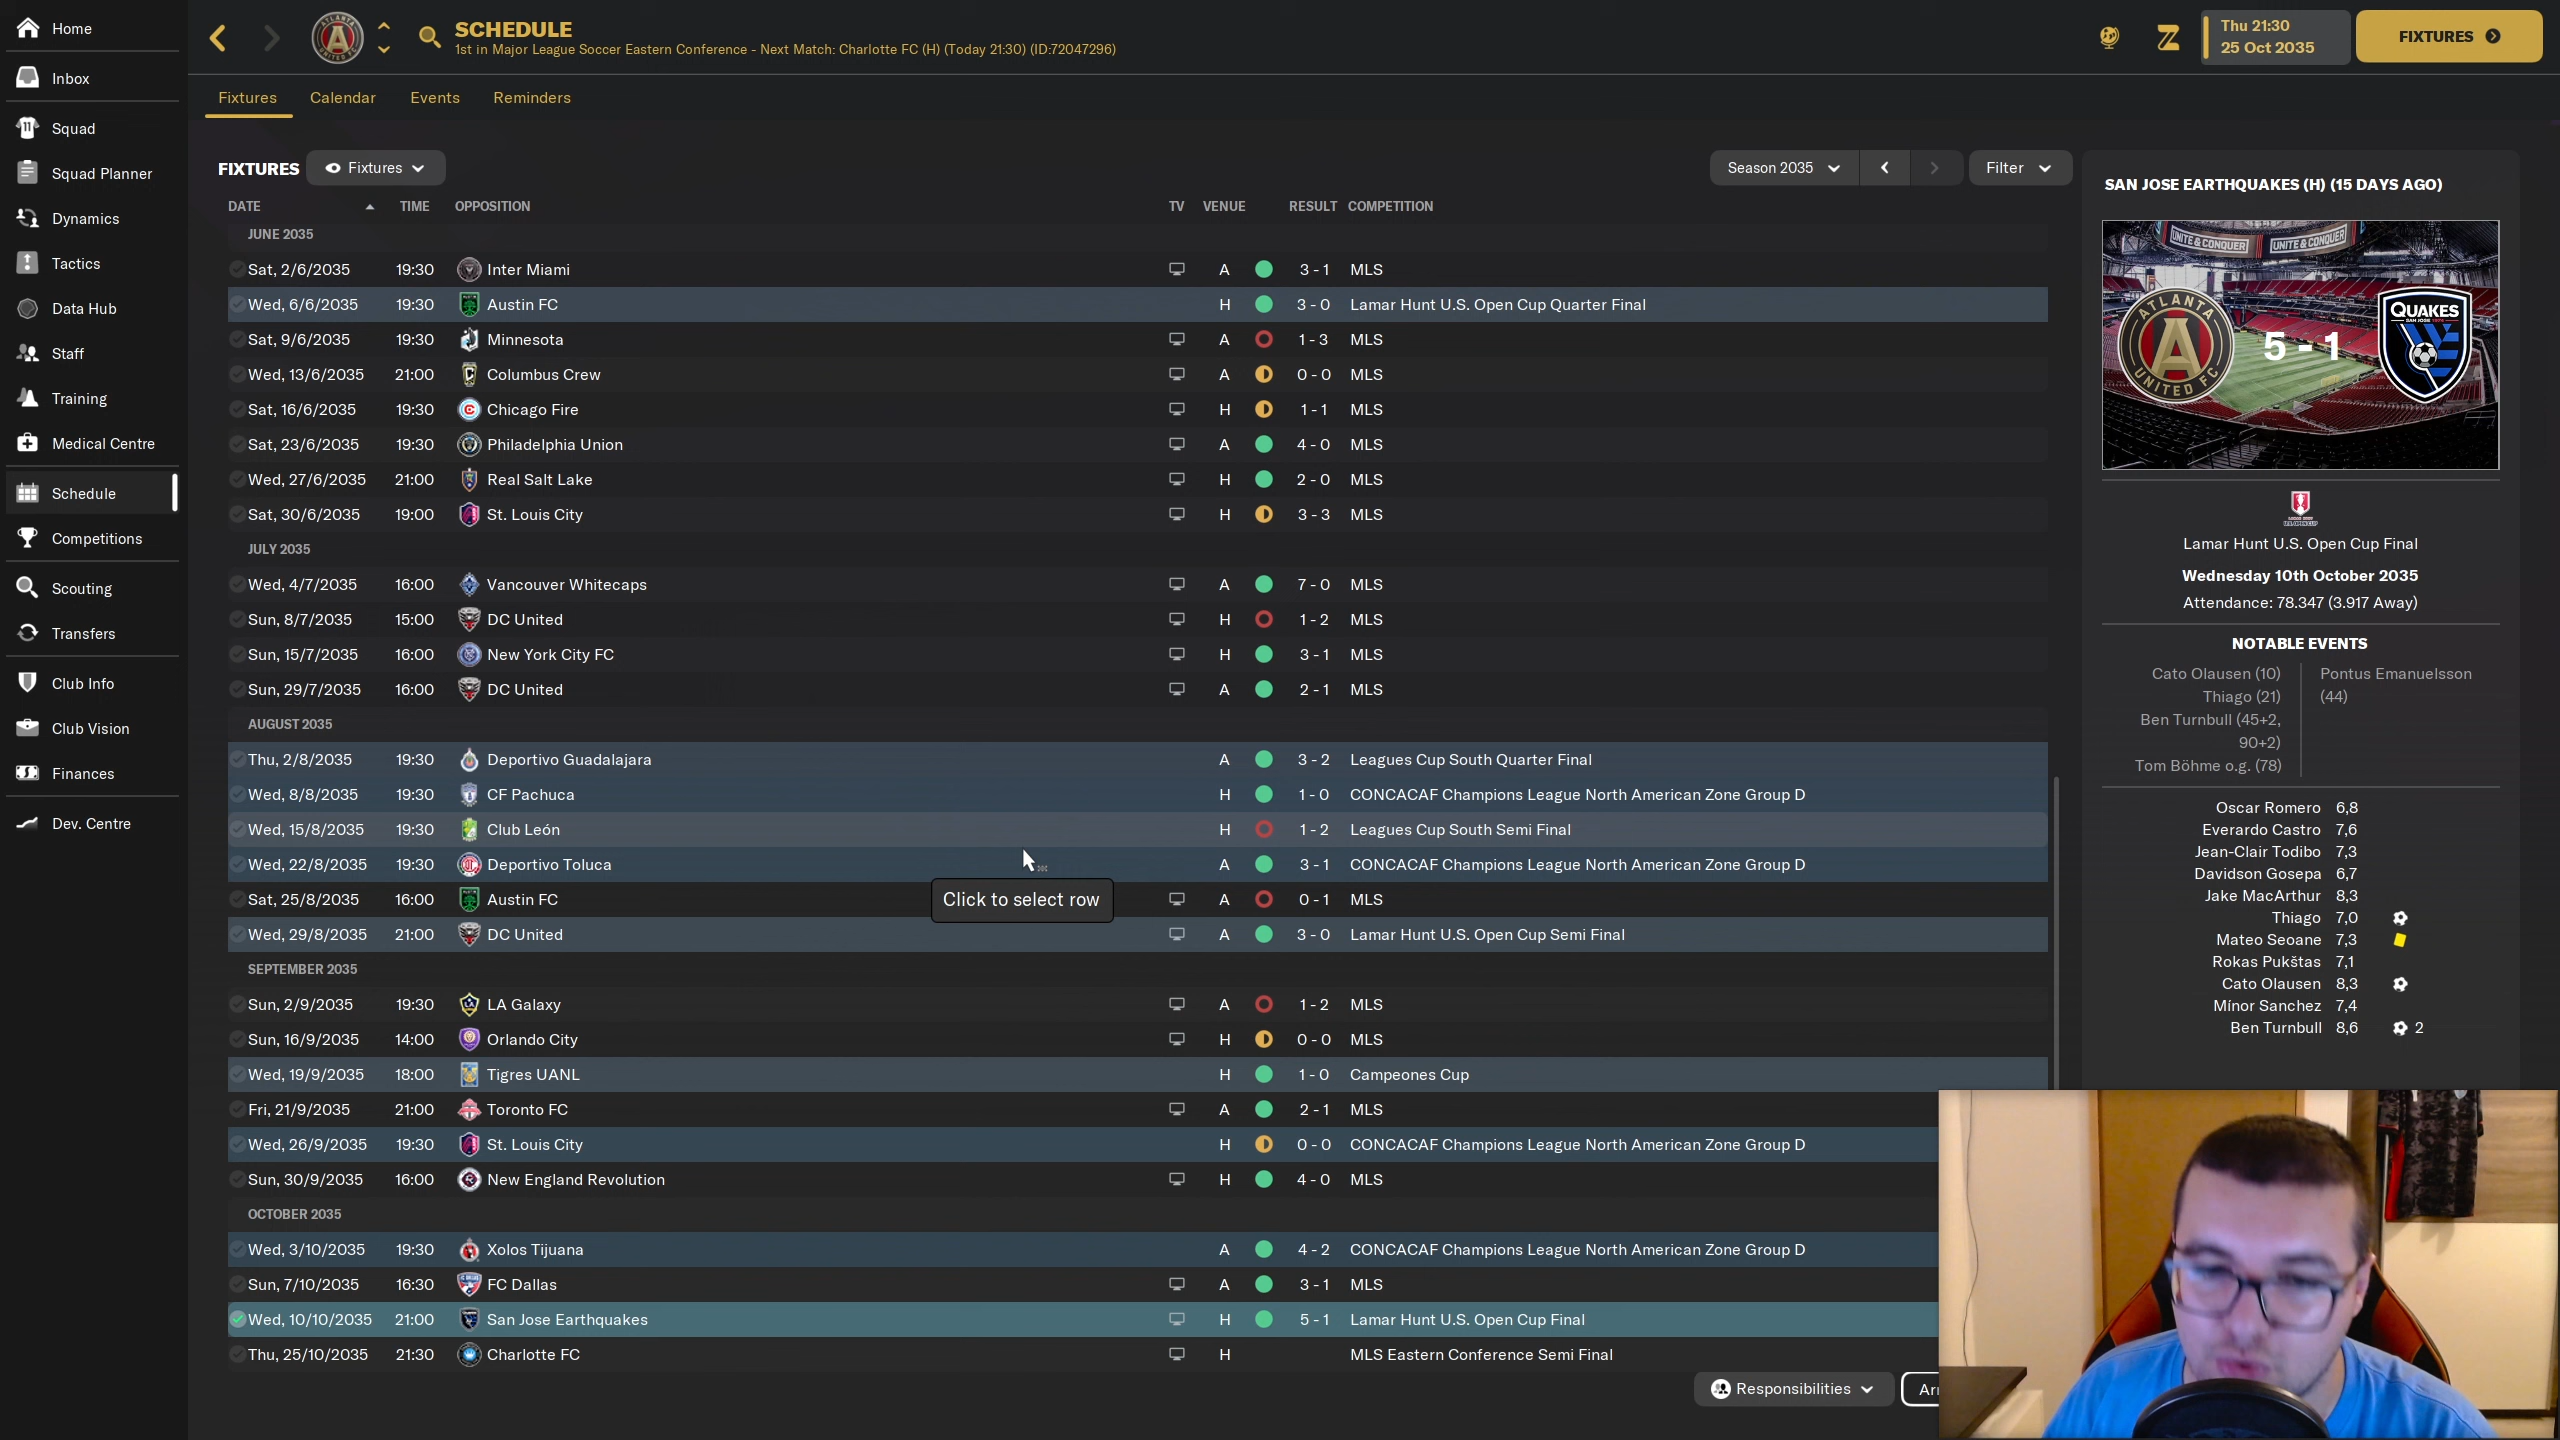 Home
Inbox
Squad
Squad Planner
Dynamics
Tactics
Data Hub
Staff
Training
Medical Centre
Schedule
Competitions
Scouting
Transfers
Club Info
Club Vision
Finances
Dev. Centre
SCHEDULE
1st in Major League Soccer Eastern Conference - Next Match: Charlotte FC (H) (Today 21:30) (ID:72047296)
Thu 21:30
25 Oct 2035
FIXTURES
Fixtures Calendar Events Reminders
FIXTURES Fixtures Season 2035 Filter
DATE TIME OPPOSITION TV VENUE RESULT COMPETITION
JUNE 2035
Sat, 2/6/2035 19:30 Inter Miami A 3 - 1 MLS
Wed, 6/6/2035 19:30 Austin FC H 3 - 0 Lamar Hunt U.S. Open Cup Quarter Final
Sat, 9/6/2035 19:30 Minnesota A 1 - 3 MLS
Wed, 13/6/2035 21:00 Columbus Crew A 0 - 0 MLS
Sat, 16/6/2035 19:30 Chicago Fire H 1 - 1 MLS
Sat, 23/6/2035 19:30 Philadelphia Union A 4 - 0 MLS
Wed, 27/6/2035 21:00 Real Salt Lake H 2 - 0 MLS
Sat, 30/6/2035 19:00 St. Louis City H 3 - 3 MLS
JULY 2035
Wed, 4/7/2035 16:00 Vancouver Whitecaps A 7 - 0 MLS
Sun, 8/7/2035 15:00 DC United H 1 - 2 MLS
Sun, 15/7/2035 16:00 New York City FC H 3 - 1 MLS
Sun, 29/7/2035 16:00 DC United A 2 - 1 MLS
AUGUST 2035
Thu, 2/8/2035 19:30 Deportivo Guadalajara A 3 - 2 Leagues Cup South Quarter Final
Wed, 8/8/2035 19:30 CF Pachuca H 1 - 0 CONCACAF Champions League North American Zone Group D
Wed, 15/8/2035 19:30 Club León H 1 - 2 Leagues Cup South Semi Final
Wed, 22/8/2035 19:30 Deportivo Toluca A 3 - 1 CONCACAF Champions League North American Zone Group D
Sat, 25/8/2035 16:00 Austin FC A 0 - 1 MLS
Click to select row
Wed, 29/8/2035 21:00 DC United A 3 - 0 Lamar Hunt U.S. Open Cup Semi Final
SEPTEMBER 2035
Sun, 2/9/2035 19:30 LA Galaxy A 1 - 2 MLS
Sun, 16/9/2035 14:00 Orlando City H 0 - 0 MLS
Wed, 19/9/2035 18:00 Tigres UANL H 1 - 0 Campeones Cup
Fri, 21/9/2035 21:00 Toronto FC A 2 - 1 MLS
Wed, 26/9/2035 19:30 St. Louis City H 0 - 0 CONCACAF Champions League North American Zone Group D
Sun, 30/9/2035 16:00 New England Revolution H 4 - 0 MLS
OCTOBER 2035
Wed, 3/10/2035 19:30 Xolos Tijuana A 4 - 2 CONCACAF Champions League North American Zone Group D
Sun, 7/10/2035 16:30 FC Dallas A 3 - 1 MLS
Wed, 10/10/2035 21:00 San Jose Earthquakes H 5 - 1 Lamar Hunt U.S. Open Cup Final
Thu, 25/10/2035 21:30 Charlotte FC H MLS Eastern Conference Semi Final
Responsibilities
SAN JOSE EARTHQUAKES (H) (15 DAYS AGO)
UNITE & CONQUER UNITE & CONQUER
ATLANTA UNITED FC A
5 - 1
QUAKES
Lamar Hunt U.S. Open Cup Final
Wednesday 10th October 2035
Attendance: 78.347 (3.917 Away)
NOTABLE EVENTS
Cato Olausen (10)
Thiago (21)
Ben Turnbull (45+2,
90+2)
Tom Böhme o.g. (78)
Pontus Emanuelsson
(44)
Oscar Romero 6,8
Everardo Castro 7,6
Jean-Clair Todibo 7,3
Davidson Gosepa 6,7
Jake MacArthur 8,3
Thiago 7,0
Mateo Seoane 7,3
Rokas Pukštas 7,1
Cato Olausen 8,3
Mínor Sanchez 7,4
Ben Turnbull 8,6 2